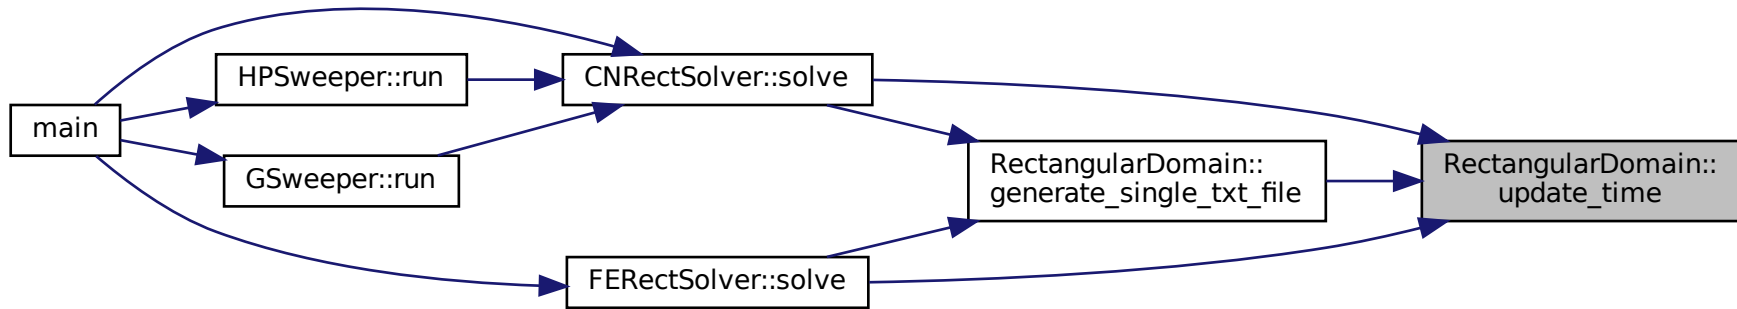 main
HPSweeper::run
GSweeper::run
CNRectSolver::solve
FERectSolver::solve
RectangularDomain::
generate_single_txt_file
RectangularDomain::
update_time